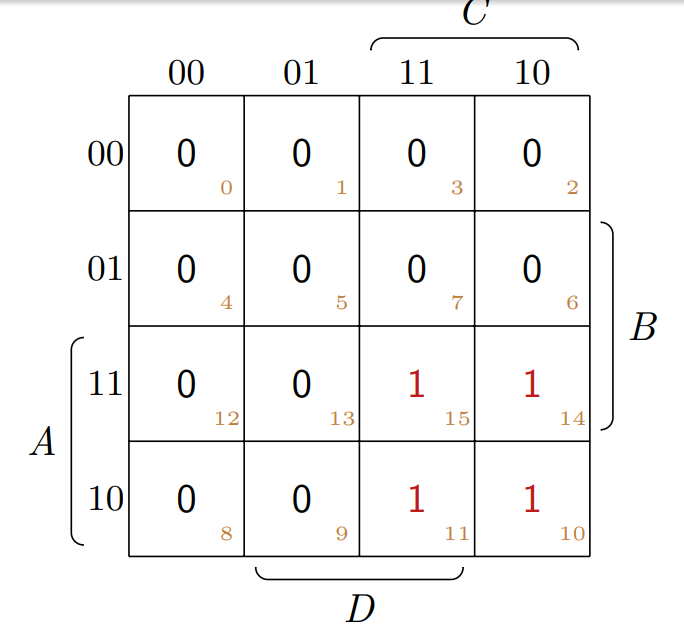 C
00 01 11 10
00 0 0 0 0
0 1 3 2
01 0 0 0 0
4 5 7 6
B
11 0 0 1 1
12 13 15 14
A
10 0 0 1 1
8 9 11 10
D